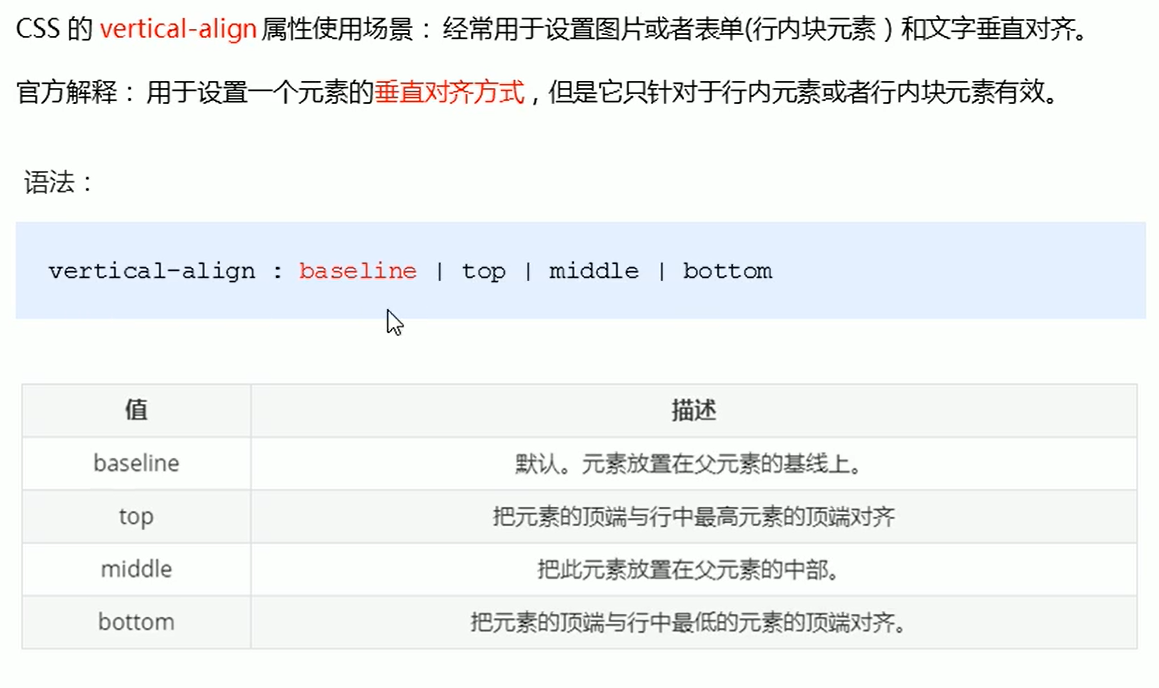 CSS 的 vertical-align 属性使用场景： 经常用于设置图片或者表单(行内块元素）和文字垂直对齐。
官方解释： 用于设置一个元素的垂直对齐方式，但是它只针对于行内元素或者行内块元素有效。
语法：
vertical-align : baseline | top | middle | bottom
值 描述
baseline 默认。元素放置在父元素的基线上。
top 把元素的顶端与行中最高元素的顶端对齐
middle 把此元素放置在父元素的中部。
bottom 把元素的顶端与行中最低的元素的顶端对齐。